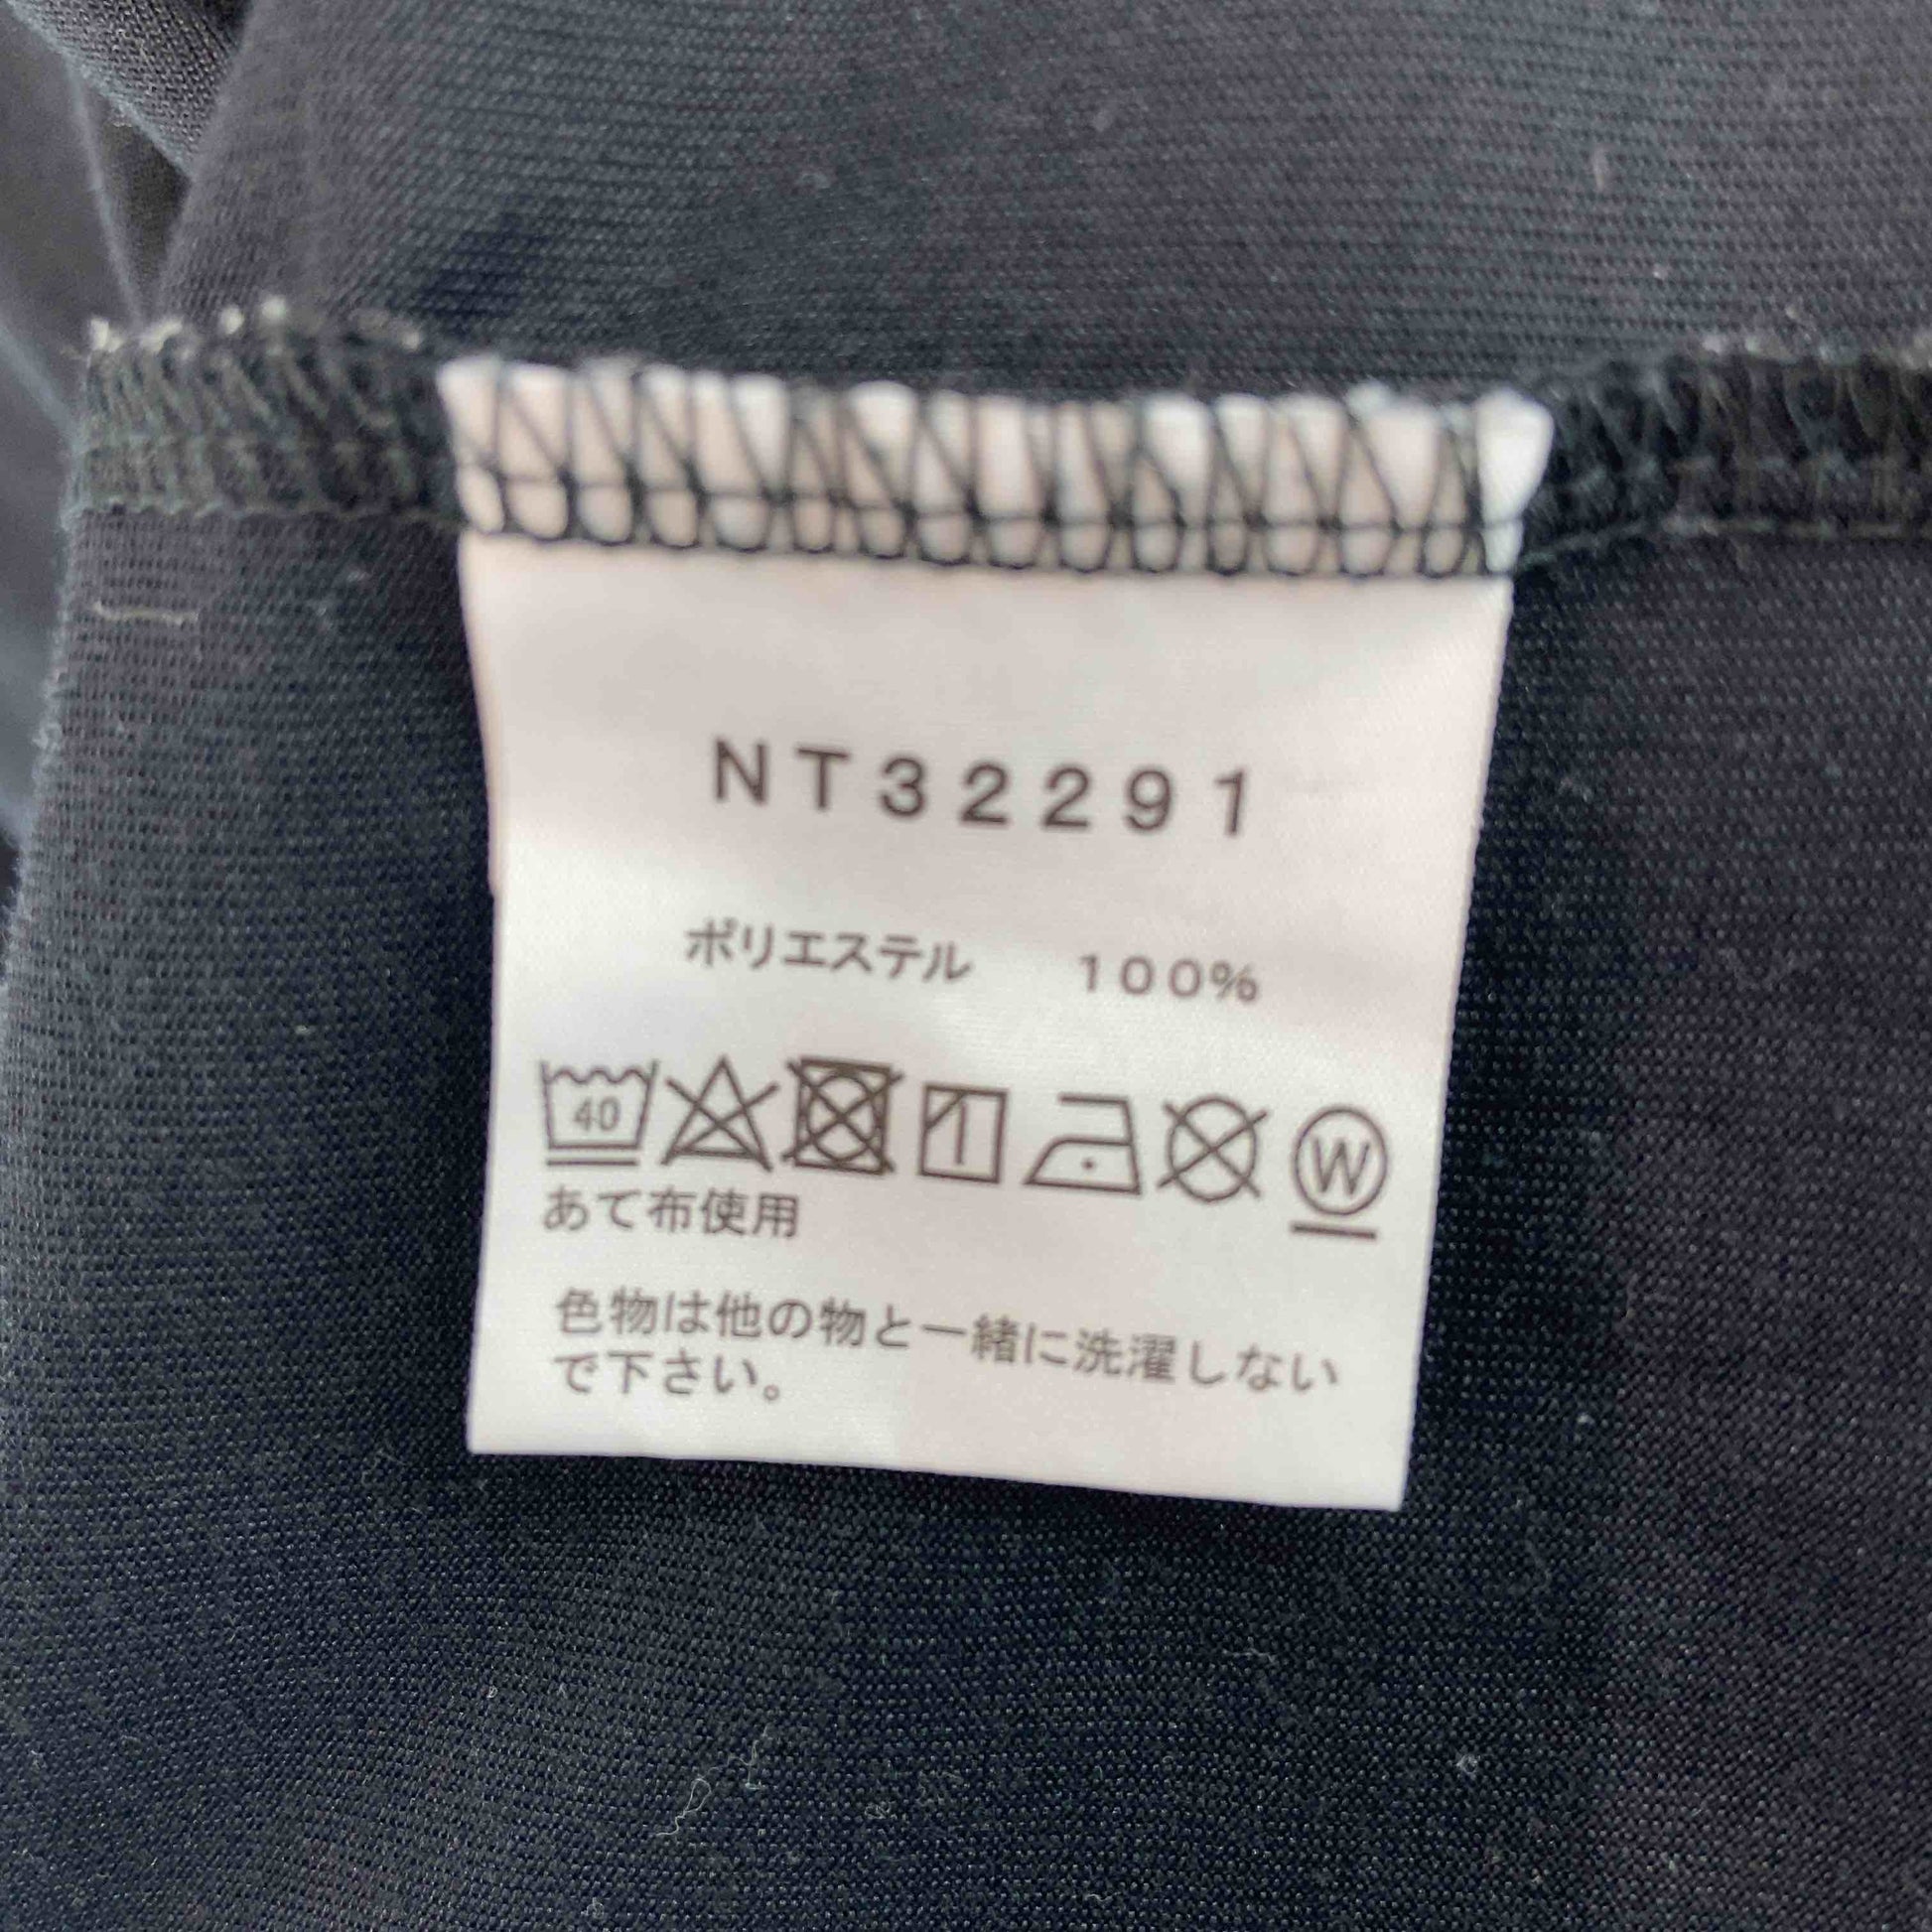 NT32291
ポリエステル 100%
40 W
あて布使用
色物は他の物と一緒に洗濯しない
で下さい。